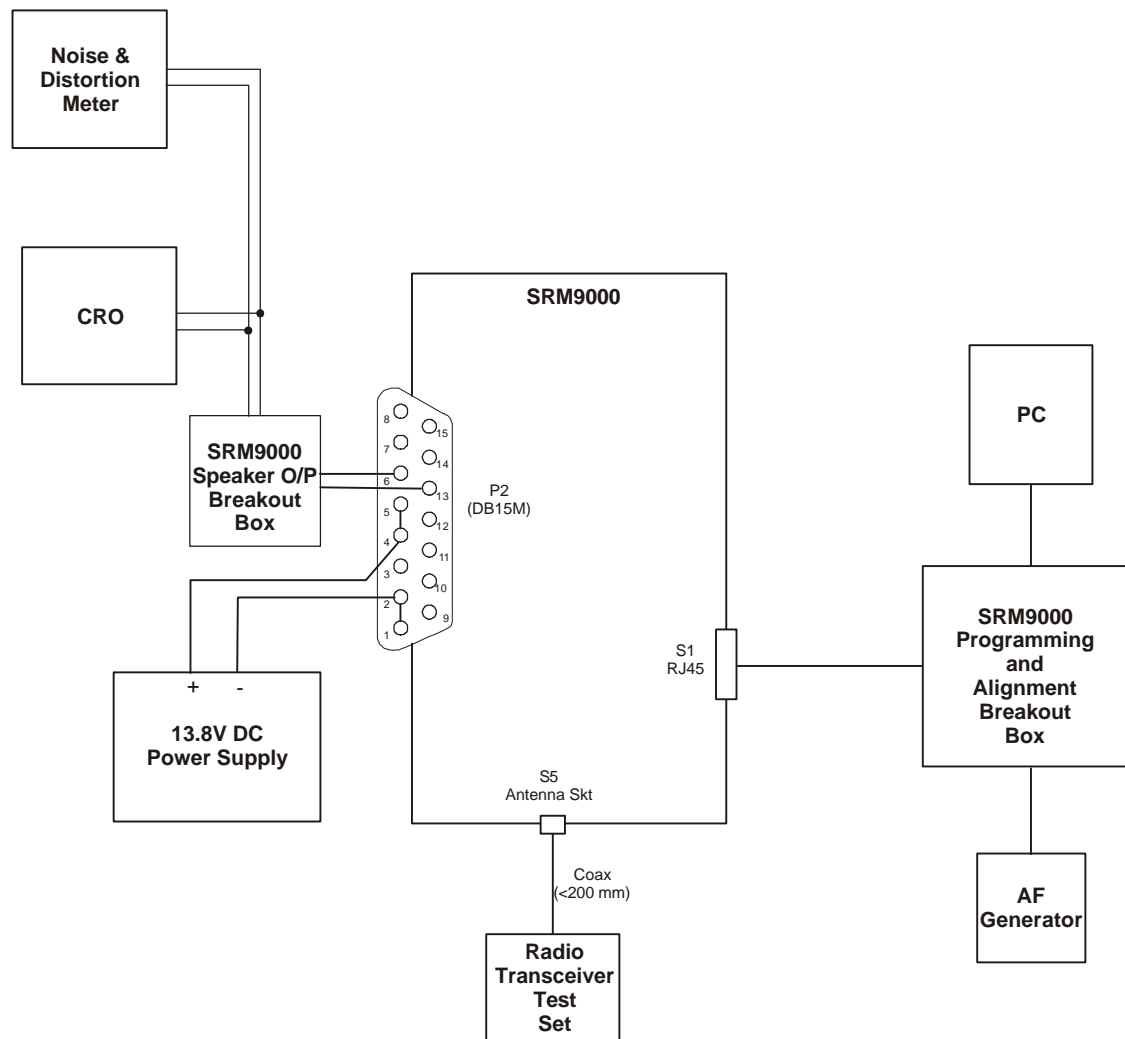 Noise &
Distortion
Meter
CRO
SRM9000
Speaker O/P
Breakout
Box
SRM9000
8
7
6
5
4
3
2
1
15
14
13
12
11
10
9
P2
(DB15M)
+ -
13.8V DC
Power Supply
S1
RJ45
PC
SRM9000
Programming
and
Alignment
Breakout
Box
S5
Antenna Skt
Coax
(<200 mm)
AF
Generator
Radio
Transceiver
Test
Set